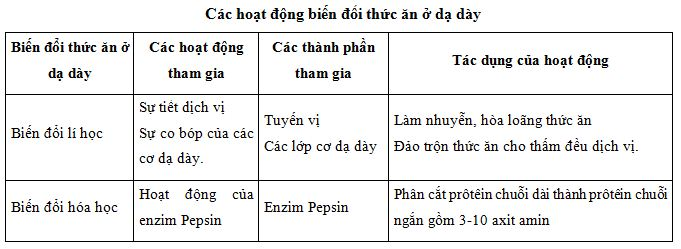 Các hoạt động biến đổi thức ăn ở dạ dày
Biến đổi thức ăn ở
dạ dày
Các hoạt động
tham gia
Các thành phần
tham gia
Tác dụng của hoạt động
Biến đổi lí học
Sự tiết dịch vị
Sự co bóp của các
cơ dạ dày.
Tuyến vị
Các lớp cơ dạ dày
Làm nhuyễn, hòa loãng thức ăn
Đảo trộn thức ăn cho thấm đều dịch vị.
Biến đổi hóa học
Hoạt động của
enzim Pepsin
Enzim Pepsin
Phân cắt prôtêin chuỗi dài thành prôtêin chuỗi
ngắn gồm 3-10 axit amin